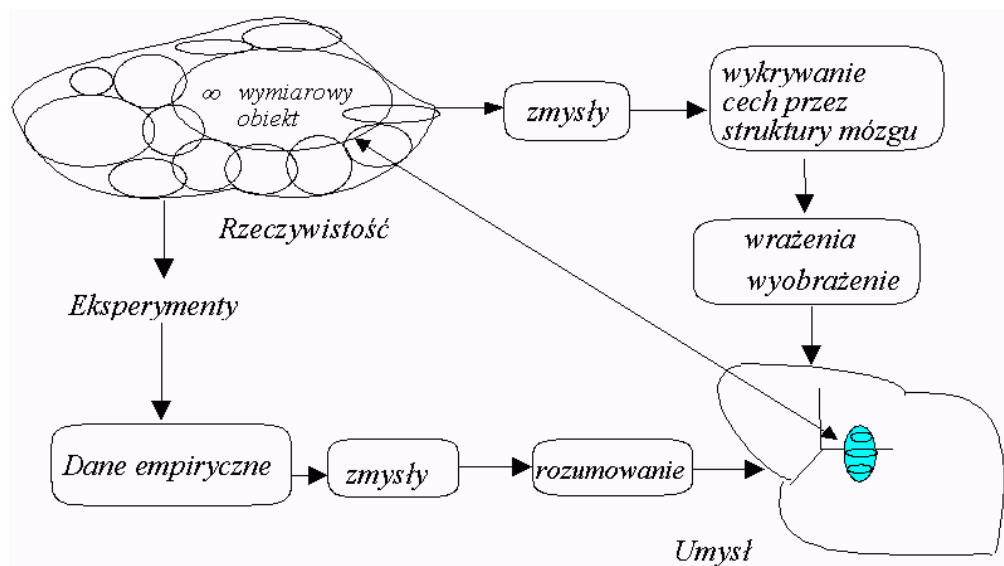 ∞ wymiarowy
obiekt
Rzeczywistość
zmysły
wykrywanie
cech przez
struktury mózgu
wrażenia
wyobrażenie
Eksperymenty
Dane empiryczne
zmysły
rozumowanie
Umysł